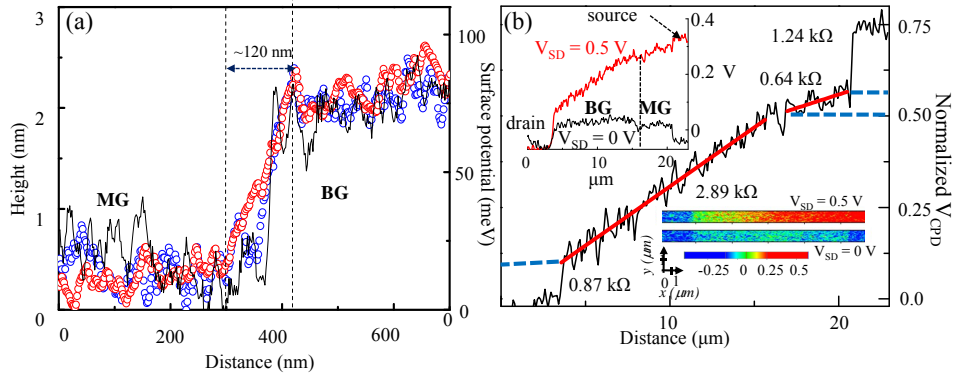 (a)
3
2
1
0
Height (nm)
~120 nm
MG
BG
0
200
400
600
Distance (nm)
100
50
0
Surface potential (meV)
(b)
source
V_SD = 0.5 V
BG
MG
drain
V_SD = 0 V
0
10
20
μm
0.4
0.2
0
V
1.24 kΩ
0.64 kΩ
2.89 kΩ
0.87 kΩ
V_SD = 0.5 V
V_SD = 0 V
-0.25
0
0.25
0.5
y (μm)
0 1
x (μm)
10
20
Distance (μm)
0.75
0.50
0.25
0.0
Normalized V_CPD